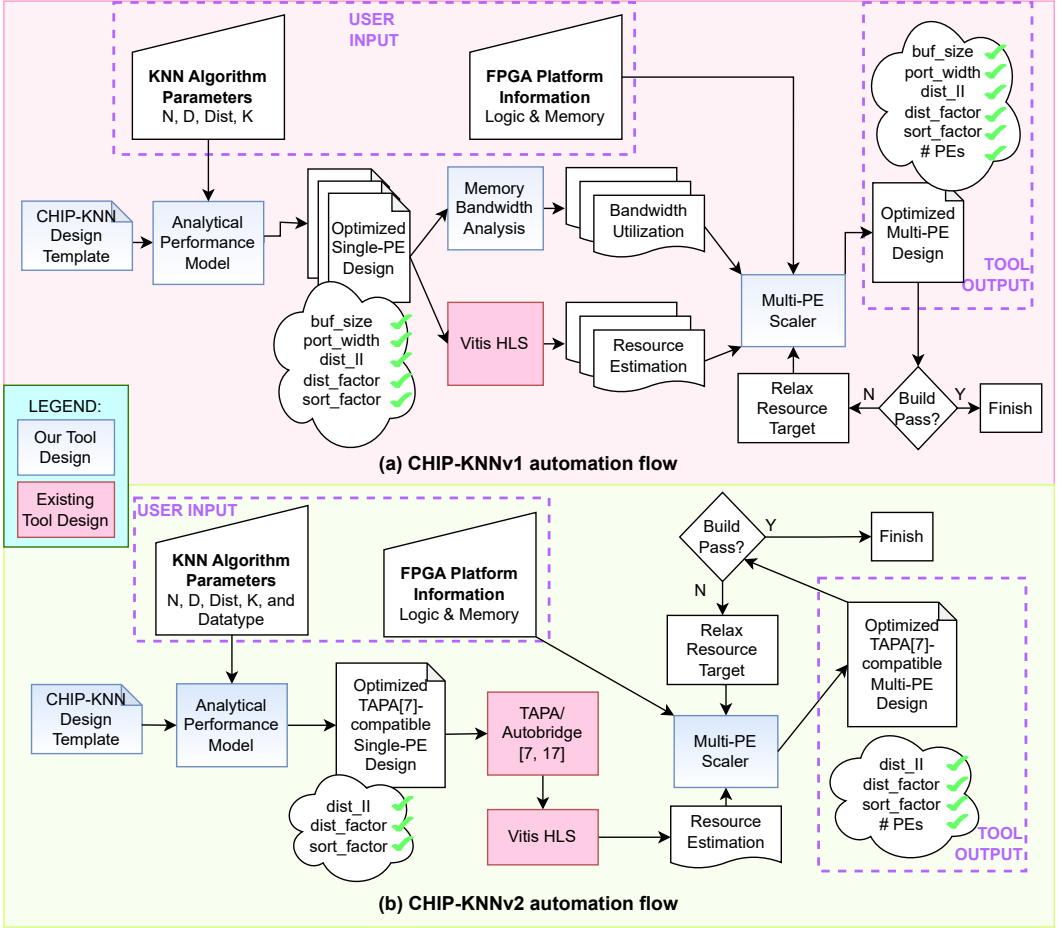 USER
INPUT
KNN Algorithm
Parameters
N, D, Dist, K
FPGA Platform
Information
Logic & Memory
buf_size
port_width
dist_II
dist_factor
sort_factor
# PEs
CHIP-KNN
Design
Template
Analytical
Performance
Model
Optimized
Single-PE
Design
Memory
Bandwidth
Analysis
Bandwidth
Utilization
Optimized
Multi-PE
Design
TOOL
OUTPUT
Multi-PE
Scaler
buf_size
port_width
dist_II
dist_factor
sort_factor
Vitis HLS
Resource
Estimation
Relax
Resource
Target
N
Build
Pass?
Y
Finish
LEGEND:
Our Tool
Design
Existing
Tool Design
(a) CHIP-KNNv1 automation flow
USER INPUT
KNN Algorithm
Parameters
N, D, Dist, K, and
Datatype
FPGA Platform
Information
Logic & Memory
Build
Pass?
Y
Finish
N
Relax
Resource
Target
Optimized
TAPA[7]-
compatible
Multi-PE
Design
CHIP-KNN
Design
Template
Analytical
Performance
Model
Optimized
TAPA[7]-
compatible
Single-PE
Design
TAPA/
Autobridge
[7, 17]
Multi-PE
Scaler
dist_II
dist_factor
sort_factor
Vitis HLS
Resource
Estimation
dist_II
dist_factor
sort_factor
# PEs
TOOL
OUTPUT
(b) CHIP-KNNv2 automation flow